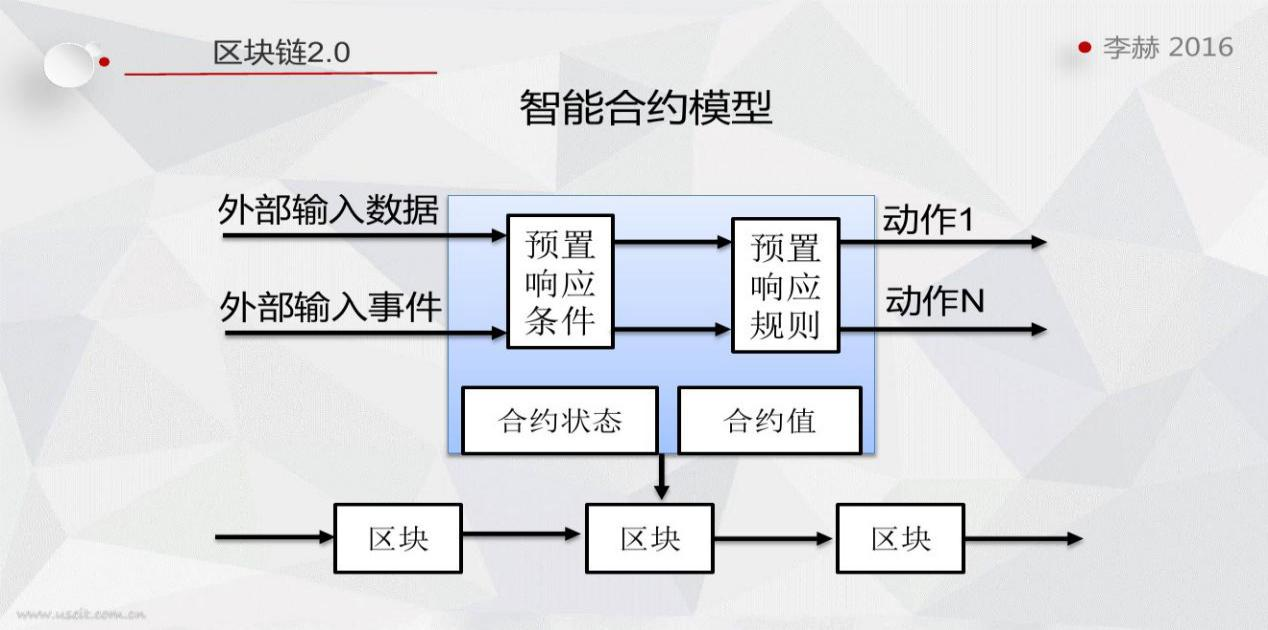 区块链2.0
李赫 2016
智能合约模型
外部输入数据
外部输入事件
预置
响应
条件
预置
响应
规则
动作1
动作N
合约状态
合约值
区块
区块
区块
www.uscit.com.cn